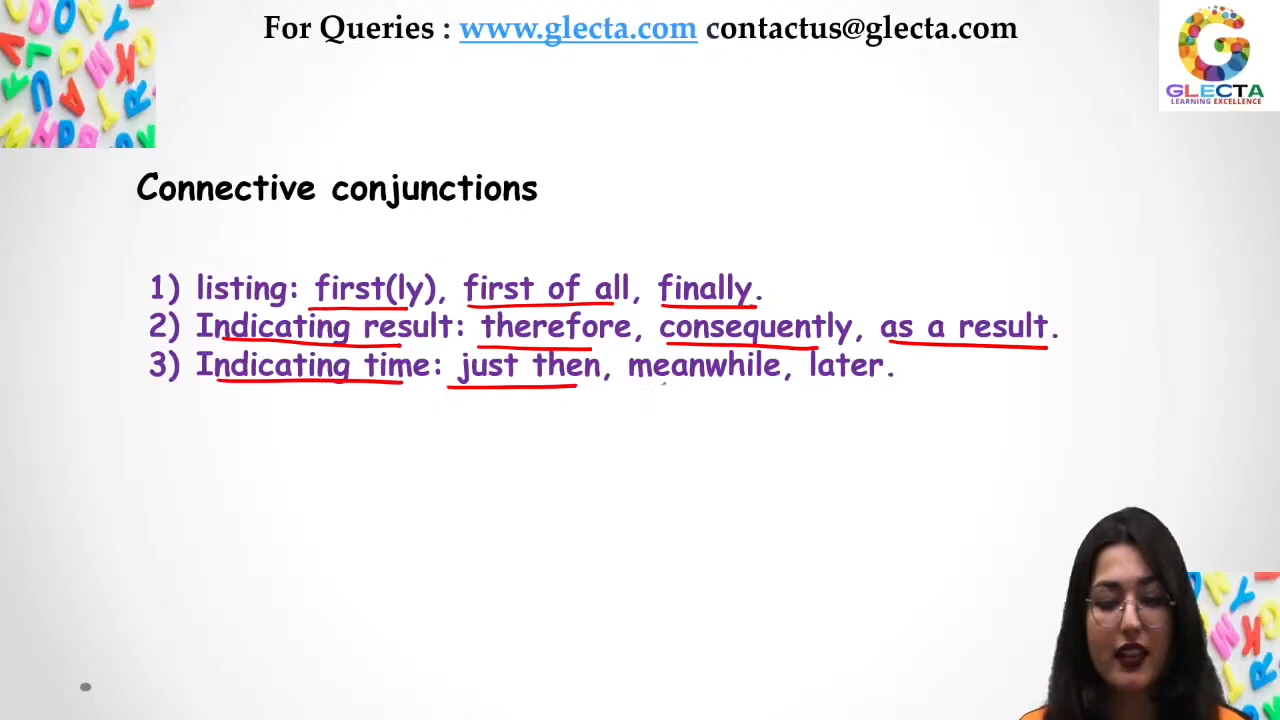 For Queries : www.glecta.com contactus@glecta.com
GLECTA
LEARNING EXCELLENCE
Connective conjunctions
1) listing: first(ly), first of all, finally.
2) Indicating result: therefore, consequently, as a result.
3) Indicating time: just then, meanwhile, later.